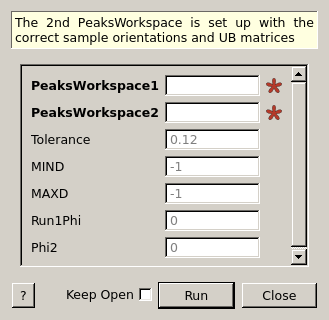 The 2nd PeaksWorkspace is set up with the
correct sample orientations and UB matrices
PeaksWorkspace1
PeaksWorkspace2
Tolerance 0.12
MIND -1
MAXD -1
Run1Phi 0
Phi2 0
? Keep Open Run Close